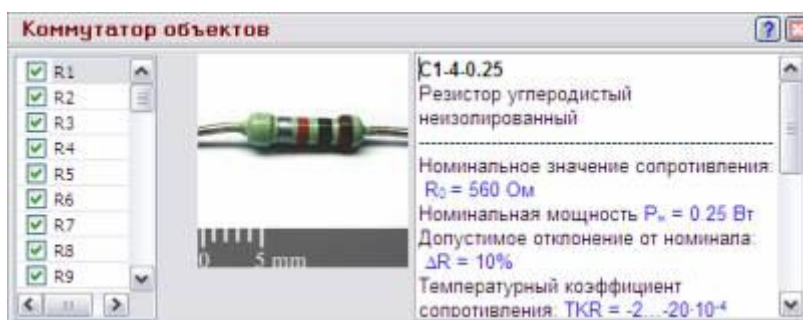 Коммутатор объектов
?
R1
R2
R3
R4
R5
R6
R7
R8
R9
0 5 mm
С1-4-0.25
Резистор углеродистый
неизолированный
Номинальное значение сопротивления:
R₀ = 560 Ом
Номинальная мощность Pₙ = 0.25 Вт
Допустимое отклонение от номинала:
ΔR = 10%
Температурный коэффициент
сопротивления: TKR = -2...-20·10⁻⁴